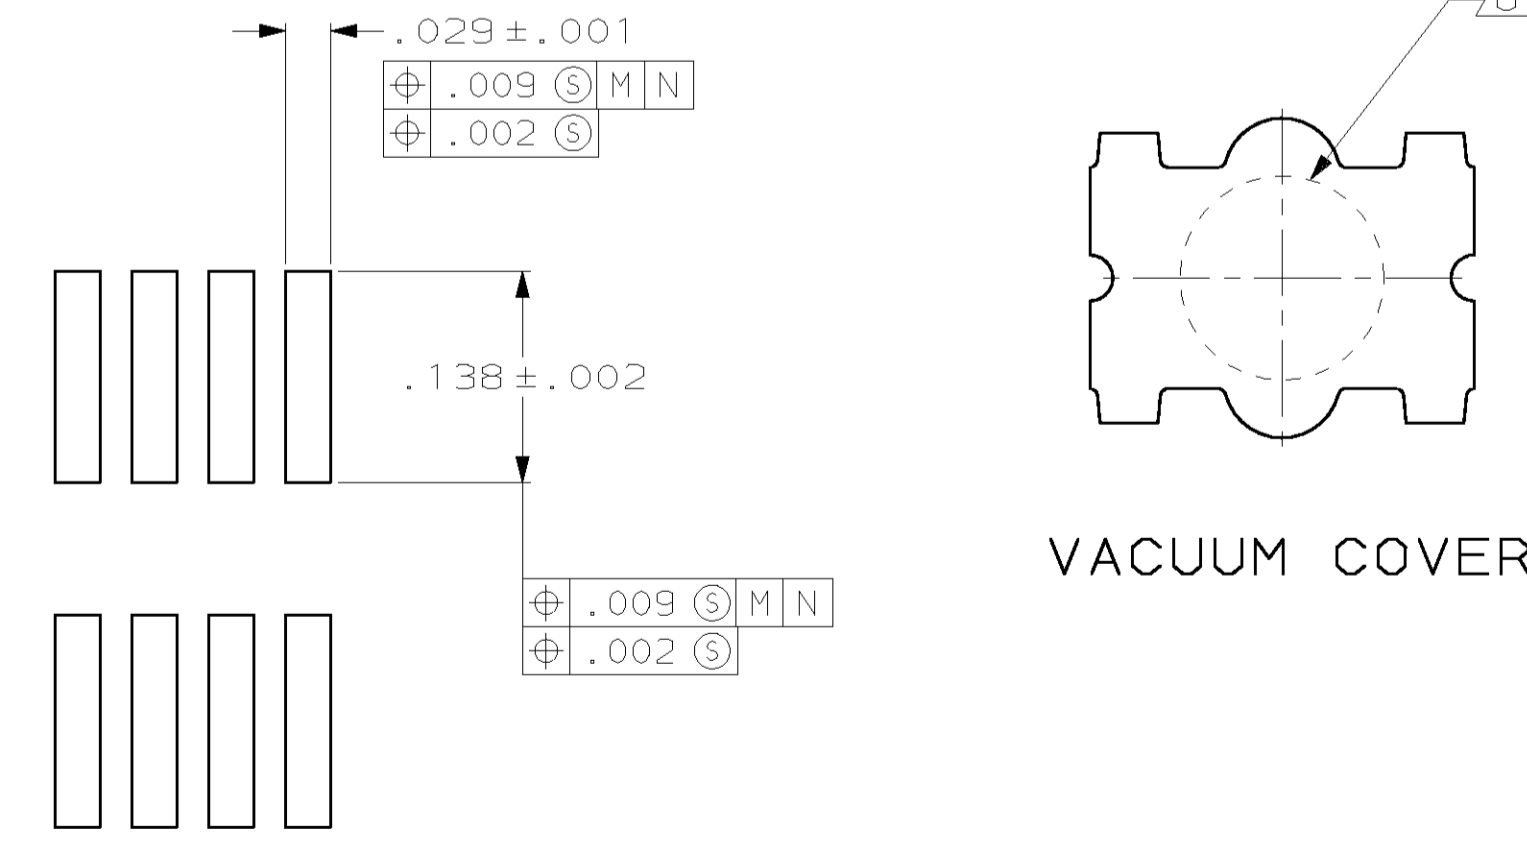 .029±.001
⌖ .009 Ⓢ M N
⌖ .002 Ⓢ
.138±.002
⌖ .009 Ⓢ M N
⌖ .002 Ⓢ
VACUUM COVER